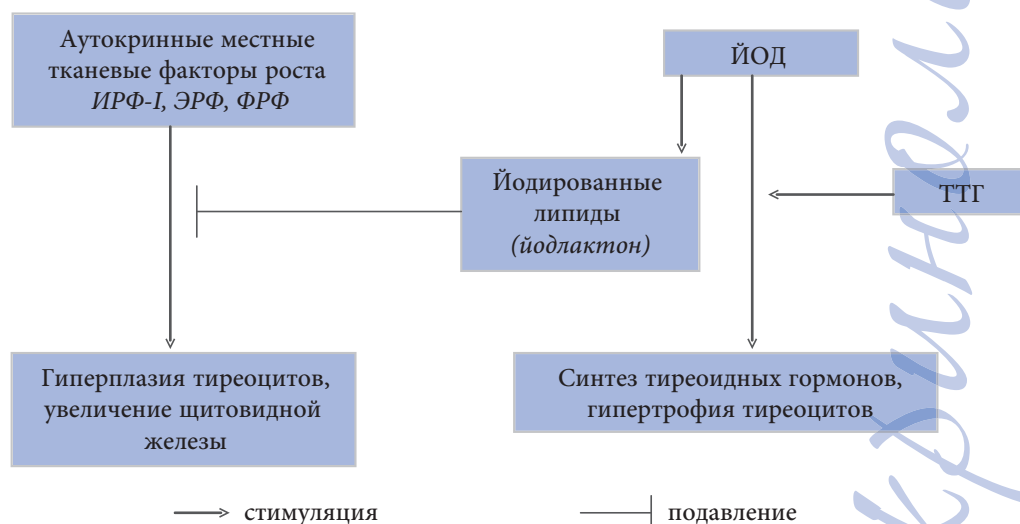 Аутокринные местные
тканевые факторы роста
ИРФ-I, ЭРФ, ФРФ
ЙОД
Йодированные
липиды
(йодлактон)
ТТГ
Гиперплазия тиреоцитов,
увеличение щитовидной
железы
Синтез тиреоидных гормонов,
гипертрофия тиреоцитов
стимуляция
подавление